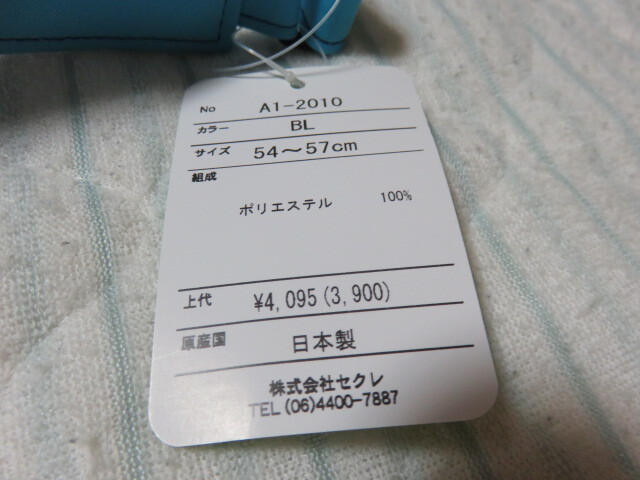 No A1-2010
カラー BL
サイズ 54〜57cm
組成
ポリエステル 100%
上代 ¥4,095(3,900)
原産国 日本製
株式会社セクレ
TEL(06)4400-7887